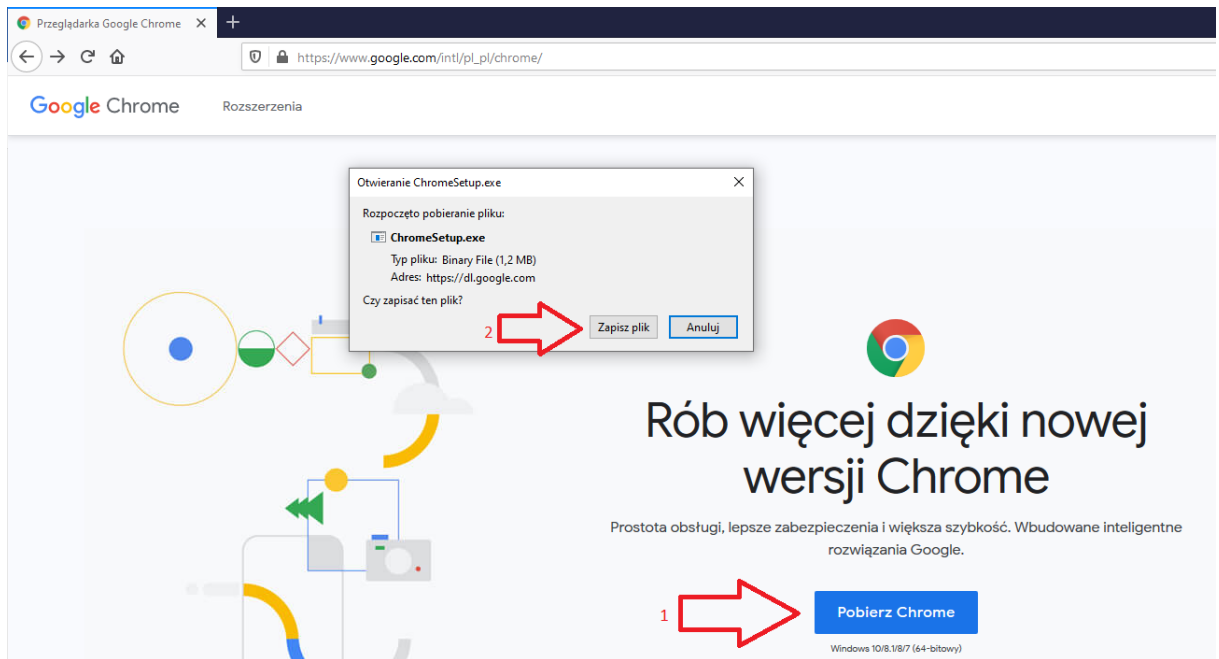 Przeglądarka Google Chrome
https://www.google.com/intl/pl_pl/chrome/
Google Chrome Rozszerzenia
Otwieranie ChromeSetup.exe
Rozpoczęto pobieranie pliku:
ChromeSetup.exe
Typ pliku: Binary File (1,2 MB)
Adres: https://dl.google.com
Czy zapisać ten plik?
2 Zapisz plik Anuluj
Rób więcej dzięki nowej
wersji Chrome
Prostota obsługi, lepsze zabezpieczenia i większa szybkość. Wbudowane inteligentne
rozwiązania Google.
1 Pobierz Chrome
Windows 10/8.1/8/7 (64-bitowy)